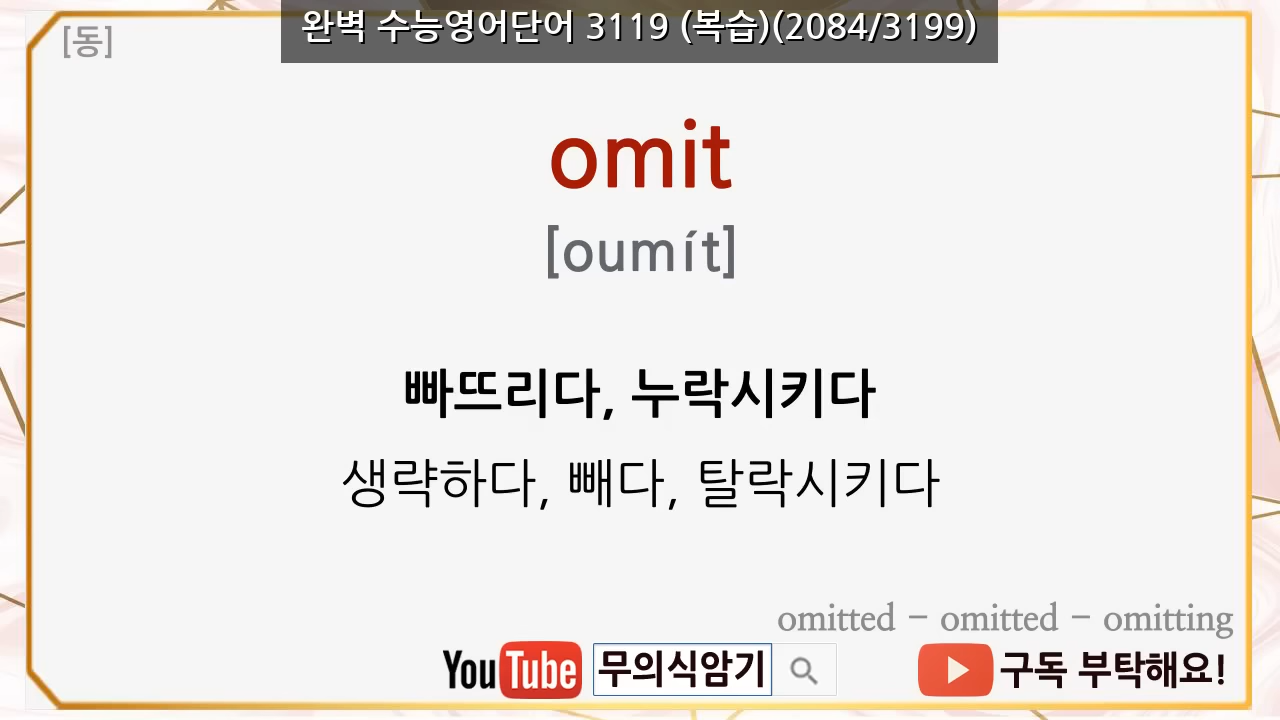 완벽 수능영어단어 3119 (복습)(2084/3199)
[동]
omit
[oumít]
빠뜨리다, 누락시키다
생략하다, 빼다, 탈락시키다
omitted - omitted - omitting
YouTube 무의식암기 구독 부탁해요!